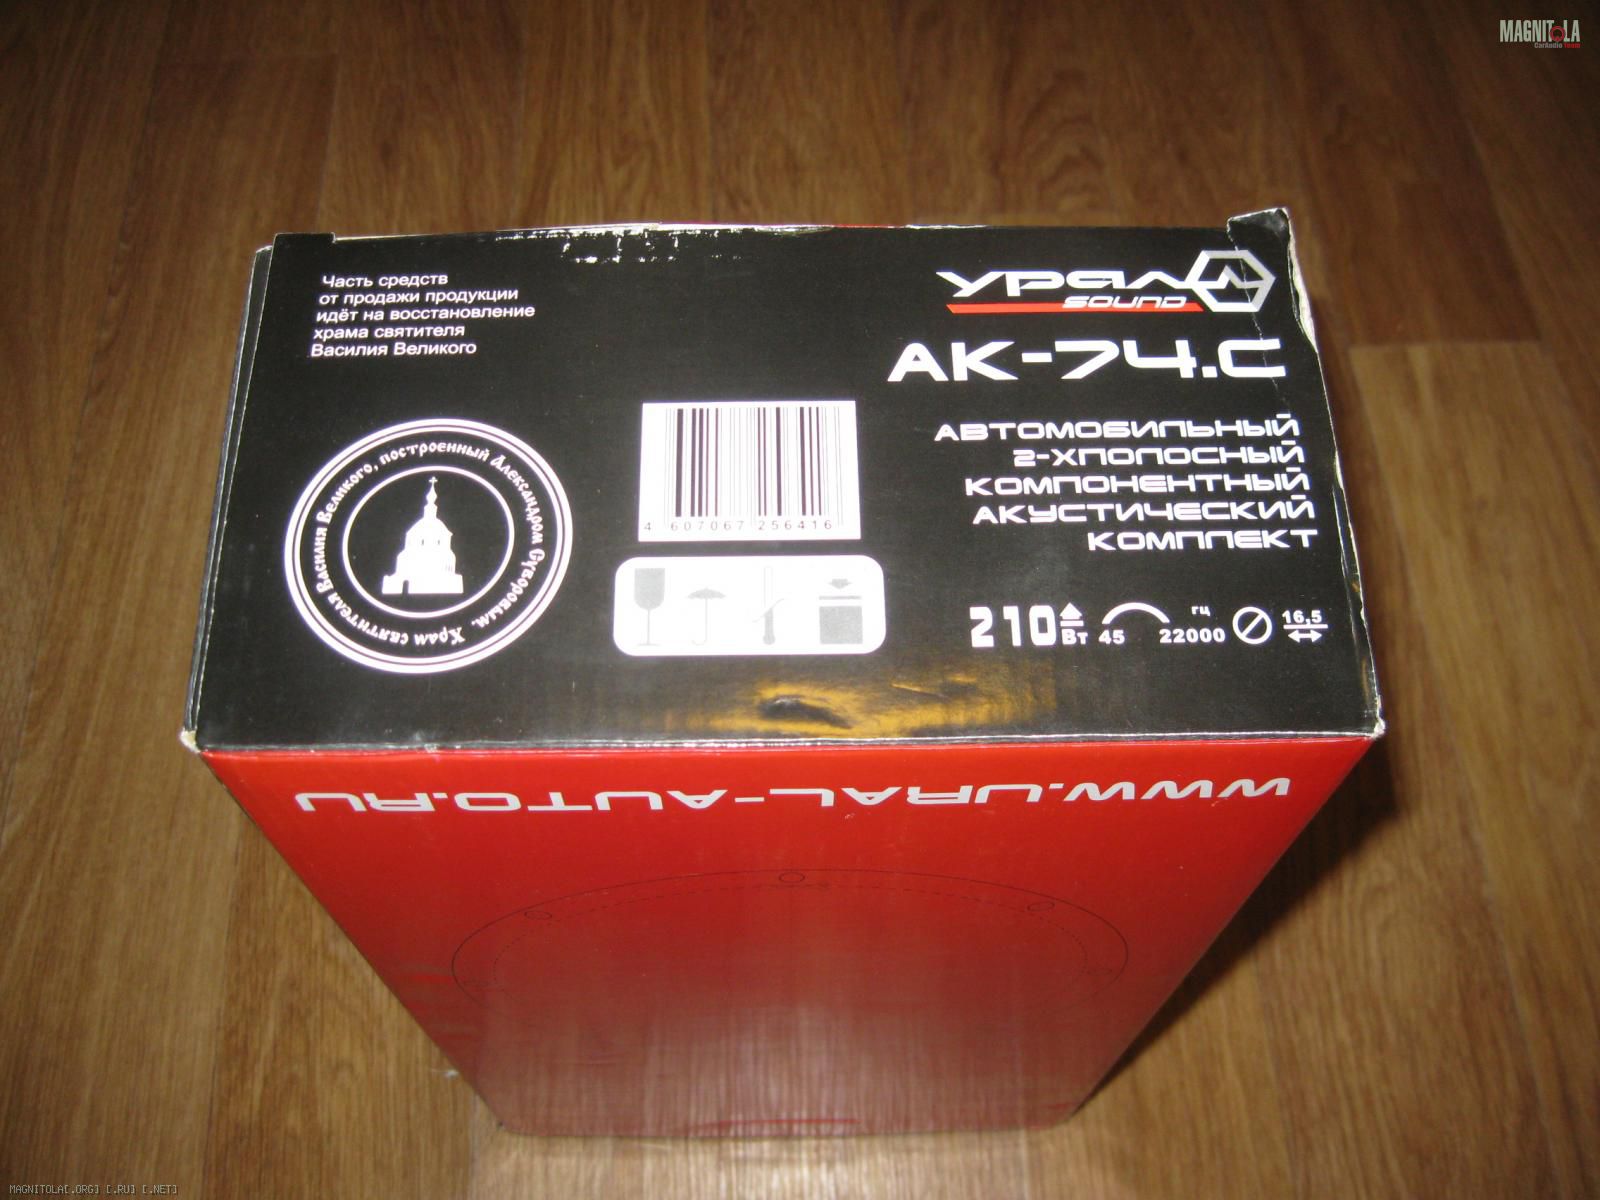 MAGNITOLA
CarAudio Team
Часть средств
от продажи продукции
идёт на восстановление
храма святителя
Василия Великого
УРАЛ
SOUND
АК-74.С
АВТОМОБИЛЬНЫЙ
2-ХПОЛОСНЫЙ
КОМПОНЕНТНЫЙ
АКУСТИЧЕСКИЙ
КОМПЛЕКТ
4 607067 256416
Храм святителя Василия Великого, построенный Александром Суворовым.
210 Вт 45 22000 гц 16,5
WWW.URAL-AUTO.RU
MAGNITOLA[.ORG] [.RU] [.NET]